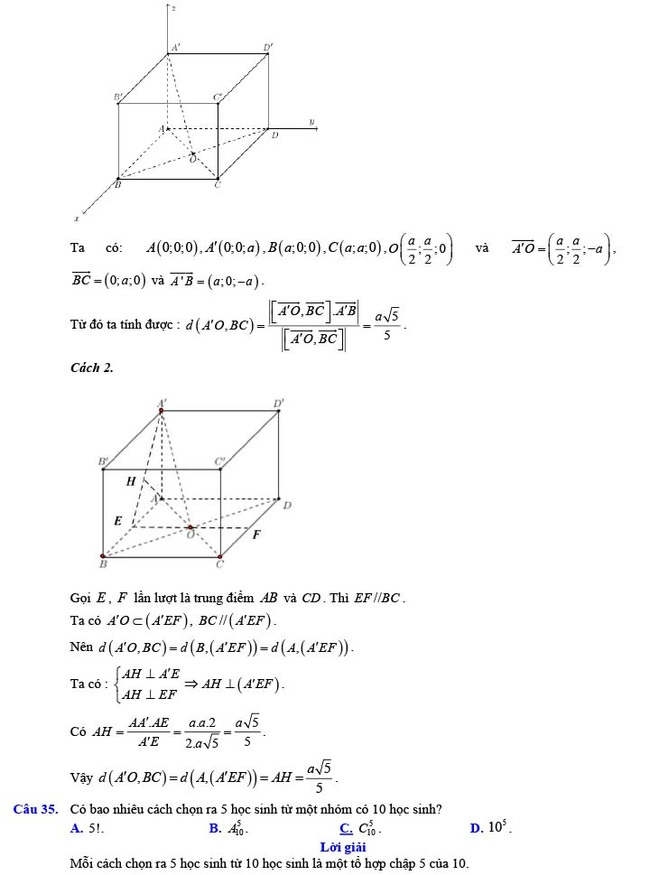 z
A' D'
B' C'
A D y
O
B C
x
Ta có: A(0;0;0), A'(0;0;a), B(a;0;0), C(a;a;0), O(a/2;a/2;0) và \overrightarrow{A'O}=(a/2;a/2;-a),
\overrightarrow{BC}=(0;a;0) và \overrightarrow{A'B}=(a;0;-a).
Từ đó ta tính được : d(A'O,BC)=|[\overrightarrow{A'O},\overrightarrow{BC}].\overrightarrow{A'B}|/|[\overrightarrow{A'O},\overrightarrow{BC}]|=a√5/5.
Cách 2.
A' D'
B' C'
H
A D
E O F
B C
Gọi E, F lần lượt là trung điểm AB và CD. Thì EF//BC.
Ta có A'O⊂(A'EF), BC//(A'EF).
Nên d(A'O,BC)=d(B,(A'EF))=d(A,(A'EF)).
Ta có : {AH⊥A'E
AH⊥EF ⇒ AH⊥(A'EF).
Có AH=AA'.AE/A'E=a.a.2/2.a√5=a√5/5.
Vậy d(A'O,BC)=d(A,(A'EF))=AH=a√5/5.
Câu 35. Có bao nhiêu cách chọn ra 5 học sinh từ một nhóm có 10 học sinh?
A. 5!. B. A_{10}^5. C. C_{10}^5. D. 10^5.
Lời giải
Mỗi cách chọn ra 5 học sinh từ 10 học sinh là một tổ hợp chập 5 của 10.